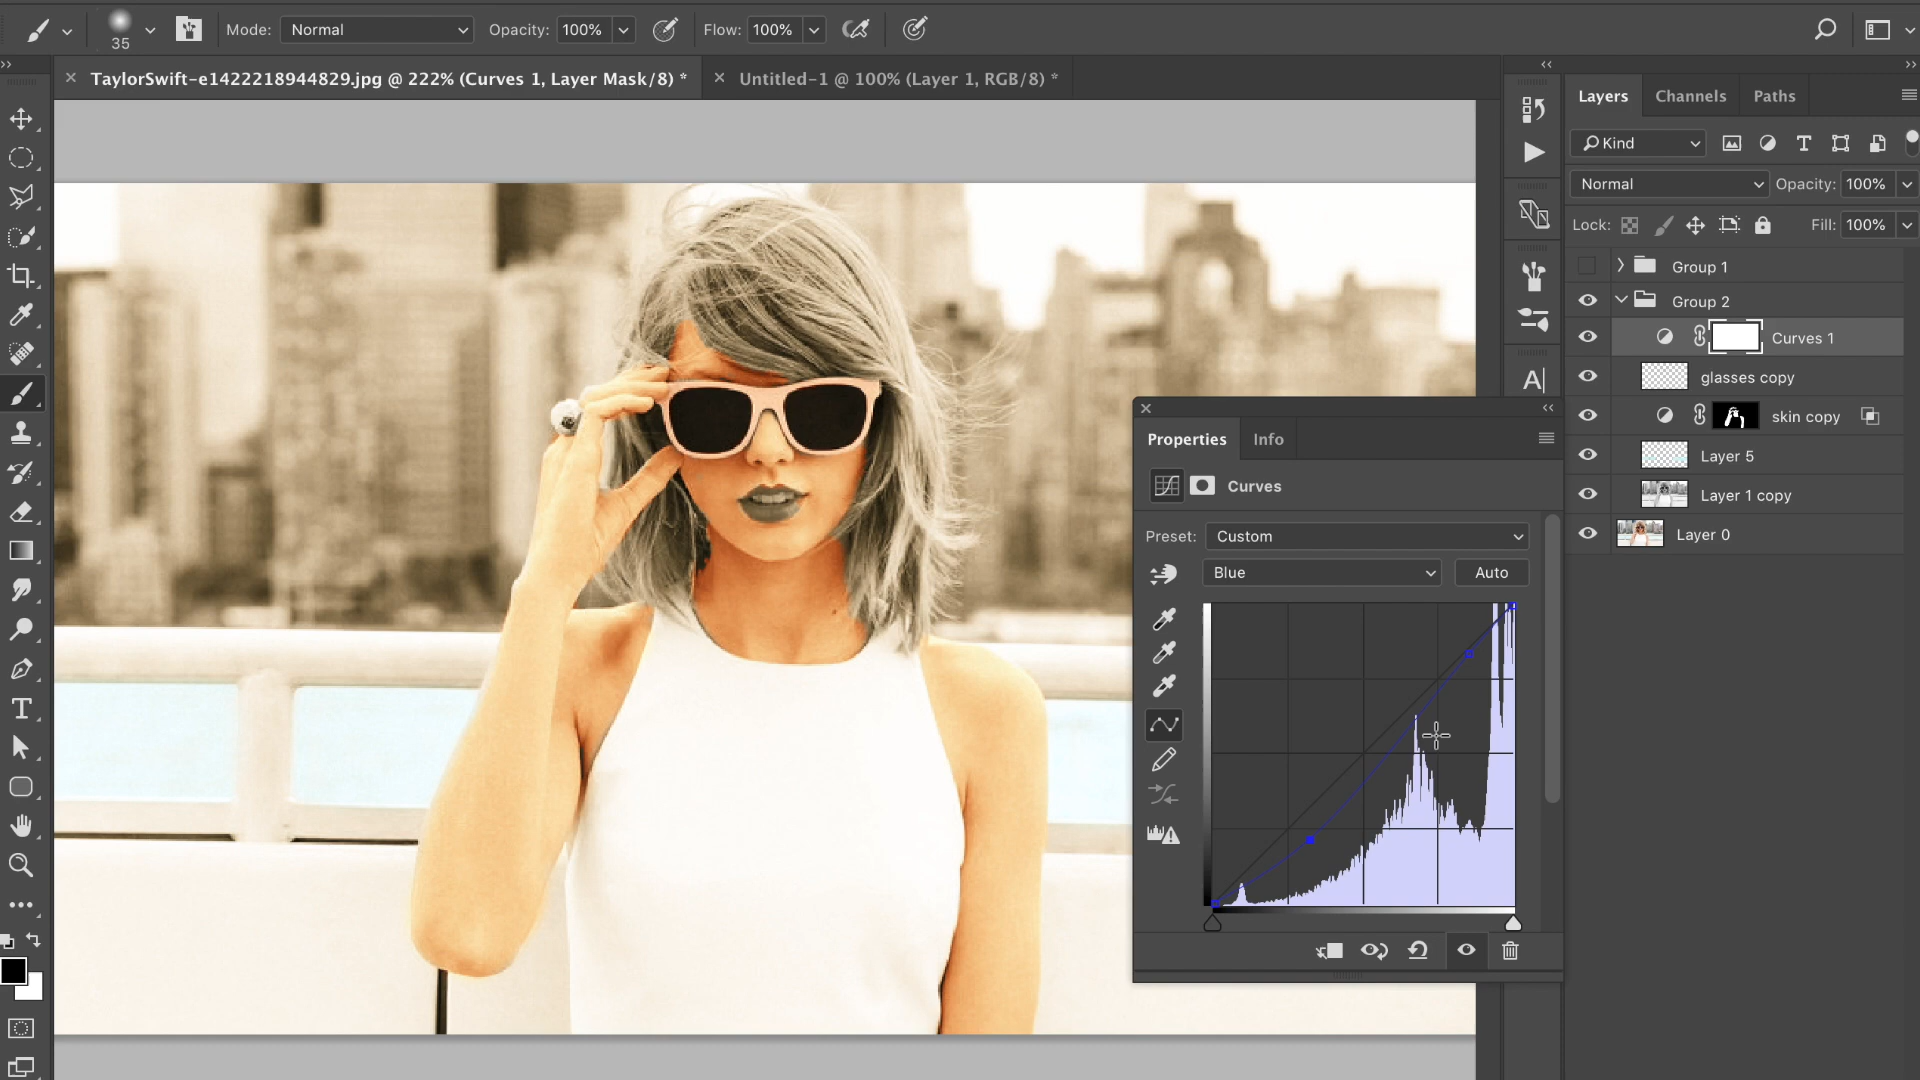 35
Mode: Normal Opacity: 100% Flow: 100%
TaylorSwift-e1422218944829.jpg @ 222% (Curves 1, Layer Mask/8) *
Untitled-1 @ 100% (Layer 1, RGB/8) *
Layers Channels Paths
Kind
Normal Opacity: 100%
Lock: Fill: 100%
Group 1
Group 2
Curves 1
glasses copy
skin copy
Layer 5
Layer 1 copy
Layer 0
Properties Info
Curves
Preset: Custom
Blue Auto